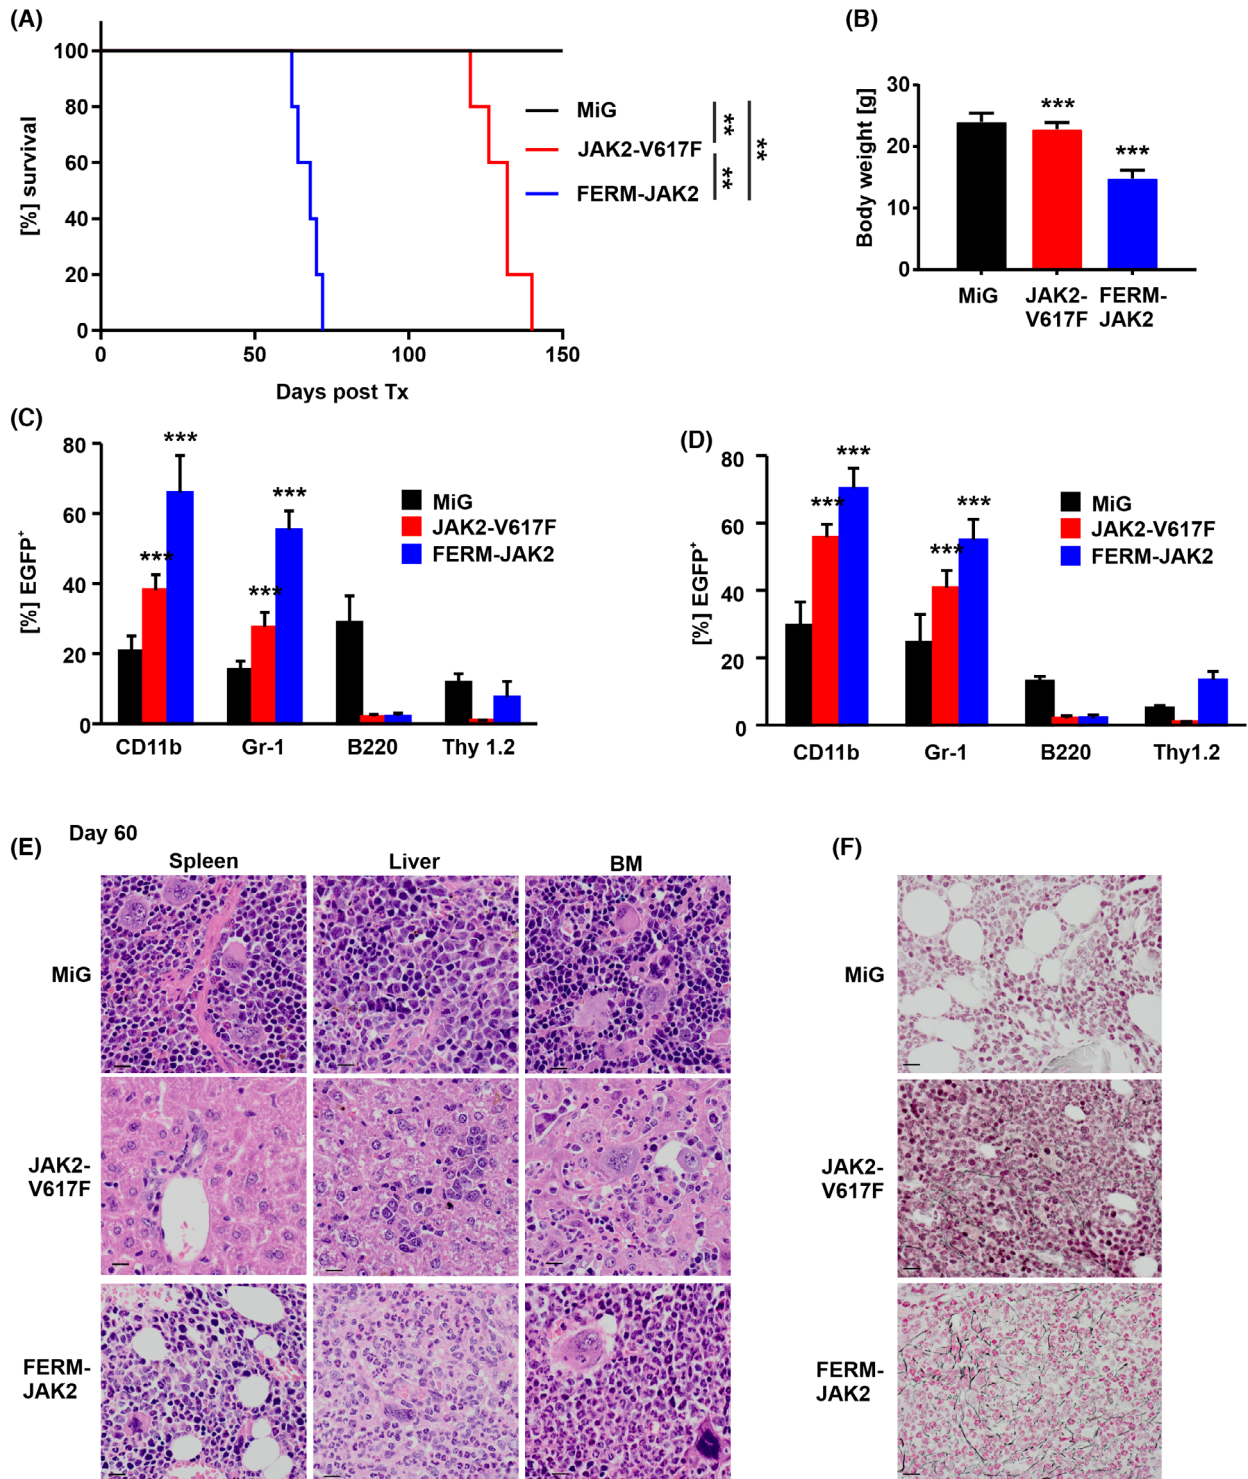 (A)
100
80
60
40
20
0
[%] survival
0 50 100 150
Days post Tx
MiG
JAK2-V617F
FERM-JAK2
**
**
**
(B)
30
20
10
0
Body weight [g]
***
***
MiG
JAK2-
V617F
FERM-
JAK2
(C)
80
60
40
20
0
[%] EGFP+
***
***
***
***
MiG
JAK2-V617F
FERM-JAK2
CD11b Gr-1 B220 Thy 1.2
(D)
80
60
40
20
0
[%] EGFP+
***
***
***
***
MiG
JAK2-V617F
FERM-JAK2
CD11b Gr-1 B220 Thy1.2
Day 60
(E)
Spleen Liver BM
MiG
JAK2-
V617F
FERM-
JAK2
(F)
MiG
JAK2-
V617F
FERM-
JAK2